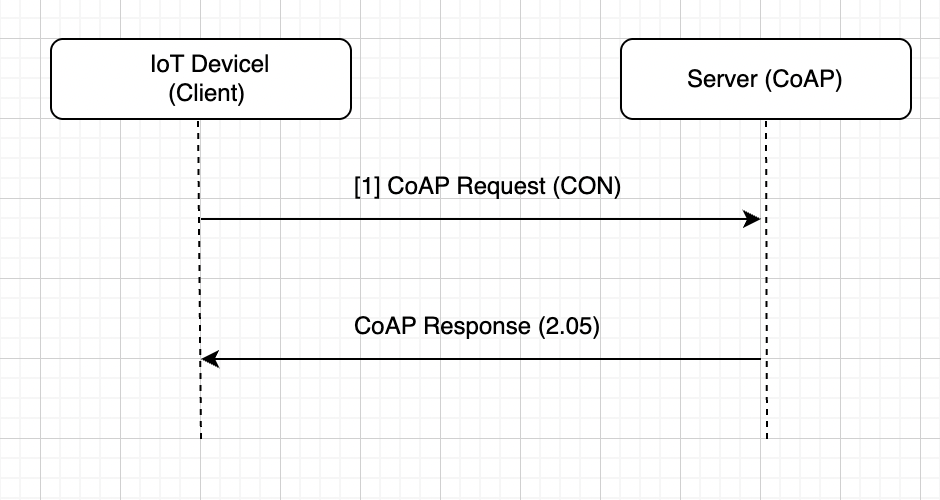 IoT Devicel
(Client)
Server (CoAP)
[1] CoAP Request (CON)
CoAP Response (2.05)